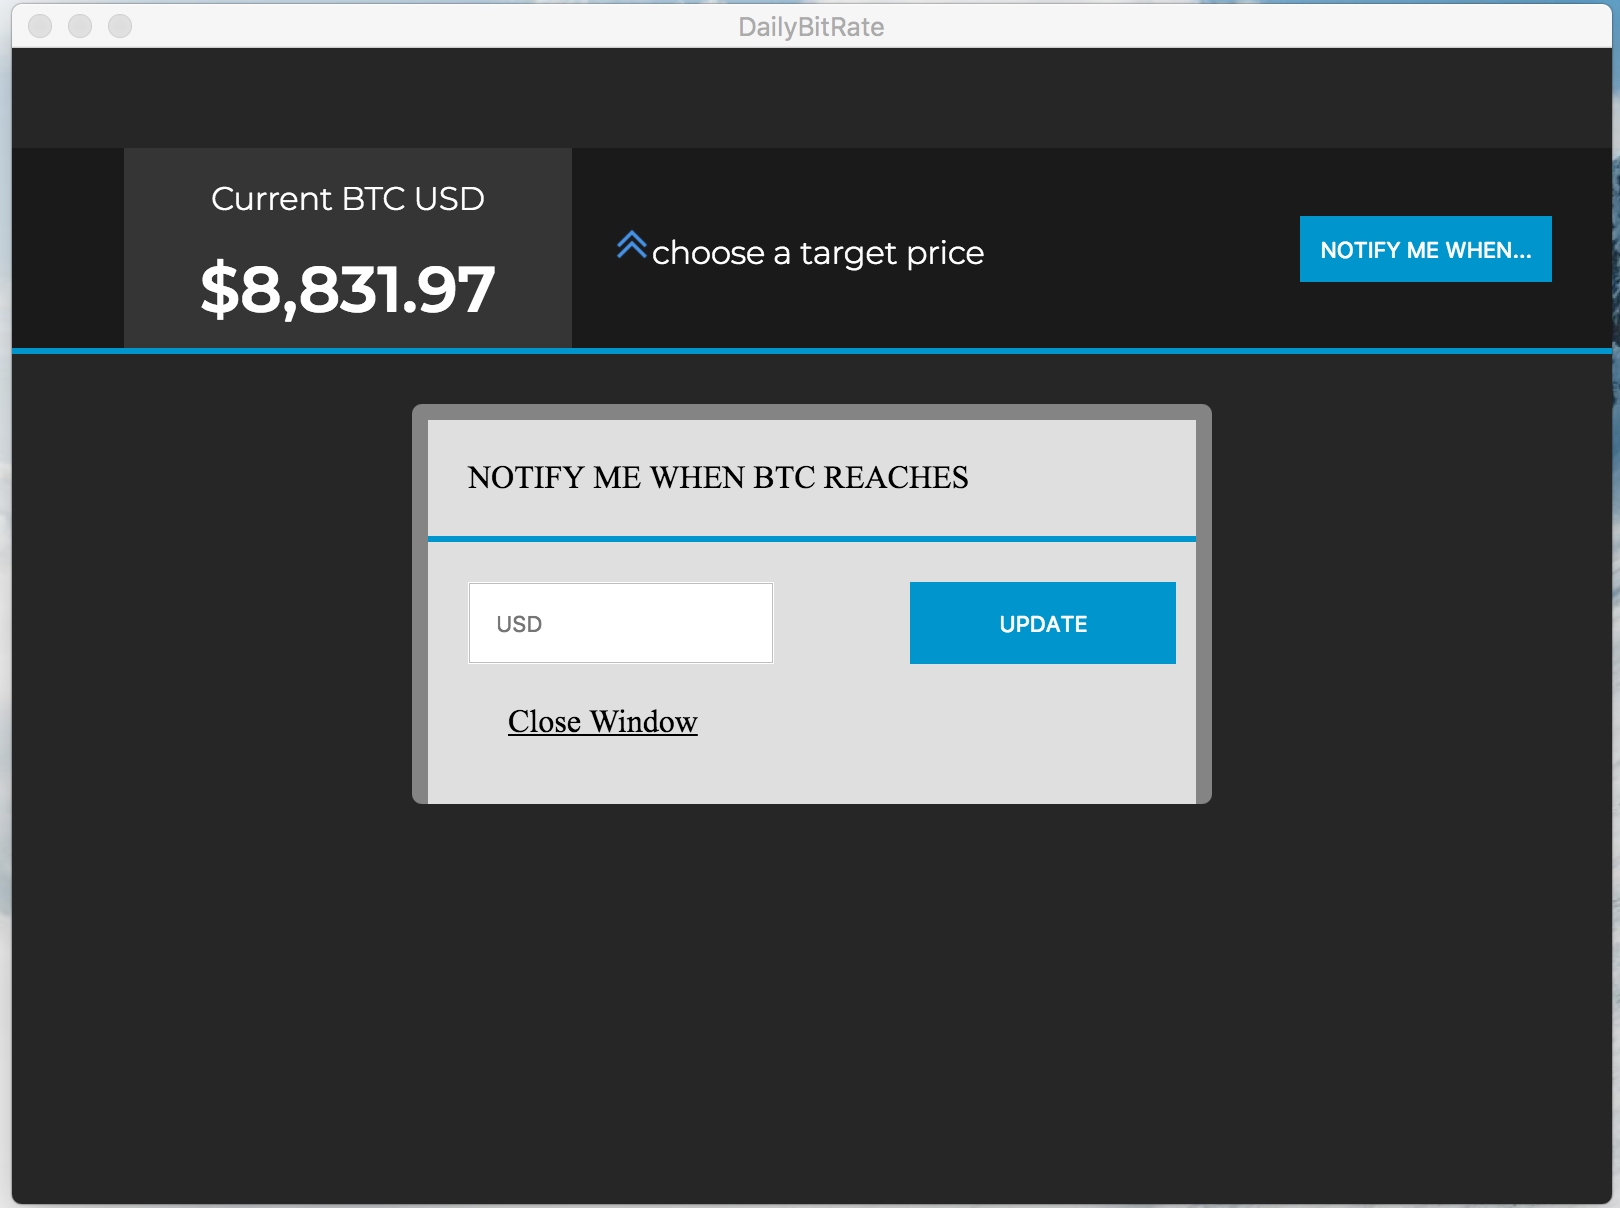 DailyBitRate
Current BTC USD
$8,831.97
choose a target price
NOTIFY ME WHEN...
NOTIFY ME WHEN BTC REACHES
USD
UPDATE
Close Window